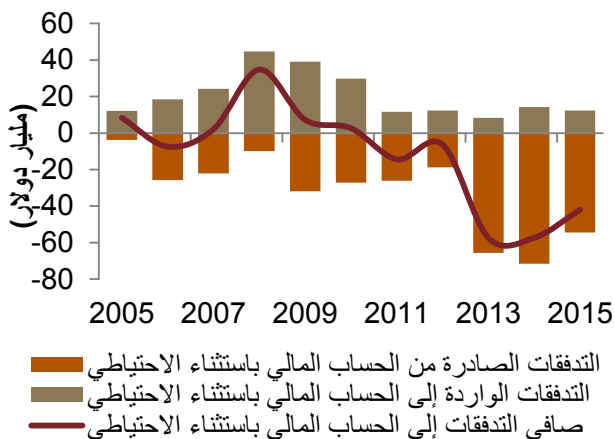 60
40
20
0
-20
-40
-60
-80
(مليار دولار)
2005 2007 2009 2011 2013 2015
التدفقات الصادرة من الحساب المالي باستثناء الاحتياطي
التدفقات الواردة إلى الحساب المالي باستثناء الاحتياطي
صافي التدفقات إلى الحساب المالي باستثناء الاحتياطي